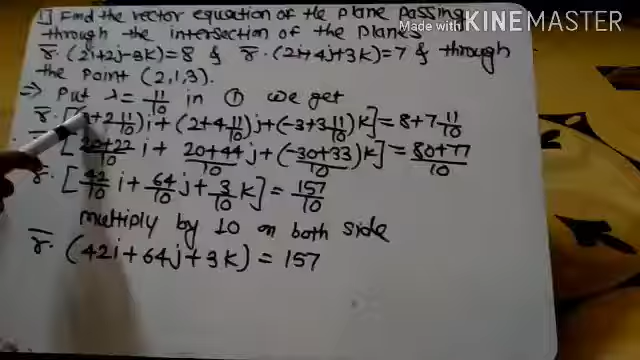 1] Find the vector equation of the plane passing
through the intersection of the planes
r̅. (2i+2j-3k)=8 & r̅. (2i+4j+3k)=7 & through
the point (2,1,3).
⇒ Put λ= 11/10 in ① we get
r̅. [ +2 11/10)i+(2+4 11/10)j+(-3+3 11/10)k]=8+7 11/10
[20+22/10 i + 20+44/10 j+(-30+33/10)k]=80+77/10
r̅. [42/10 i+64/10 j+3/10 k]=157/10
multiply by 10 on both side
r̅. (42i+64j+3k)=157
Made with KINEMASTER